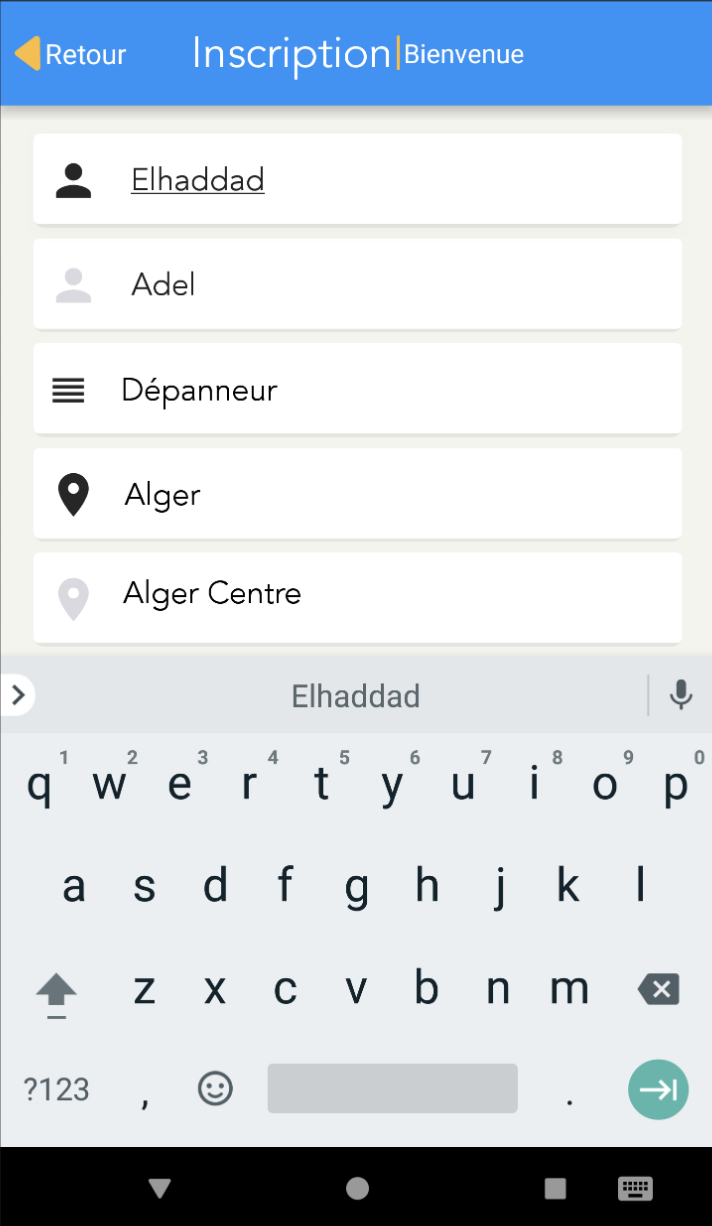 Retour Inscription Bienvenue
Elhaddad
Adel
Dépanneur
Alger
Alger Centre
Elhaddad
1 2 3 4 5 6 7 8 9 0
q w e r t y u i o p
a s d f g h j k l
z x c v b n m
?123 , .